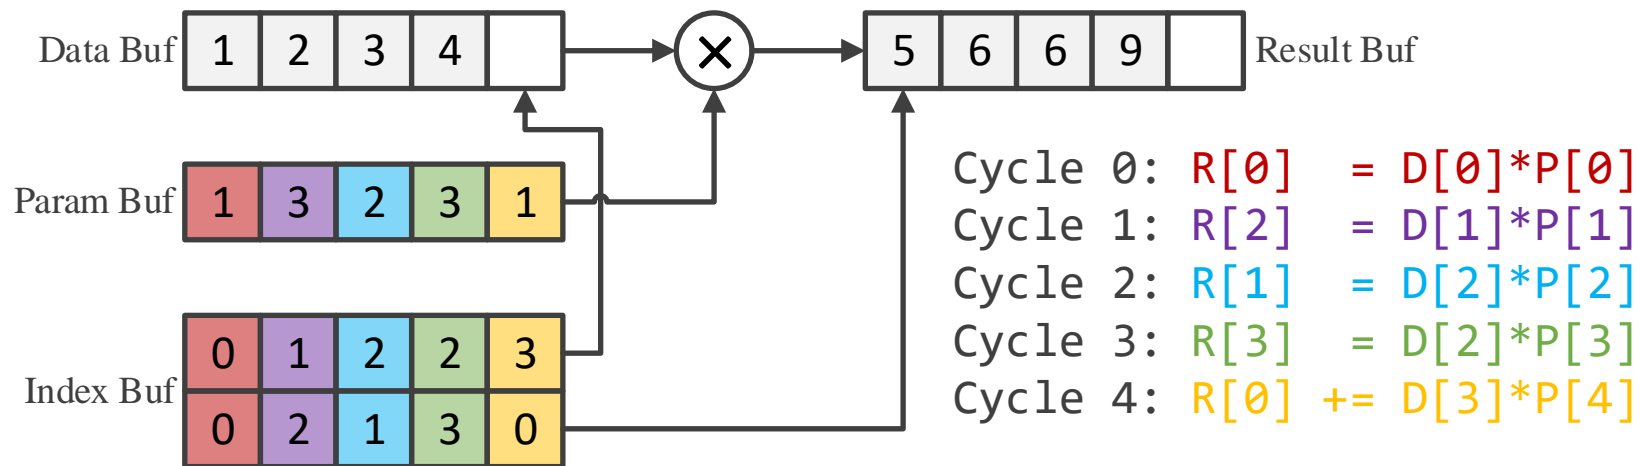 Data Buf 1 2 3 4 × 5 6 6 9 Result Buf
Param Buf 1 3 2 3 1
Index Buf
0 1 2 2 3
0 2 1 3 0
Cycle 0: R[0] = D[0]*P[0]
Cycle 1: R[2] = D[1]*P[1]
Cycle 2: R[1] = D[2]*P[2]
Cycle 3: R[3] = D[2]*P[3]
Cycle 4: R[0] += D[3]*P[4]